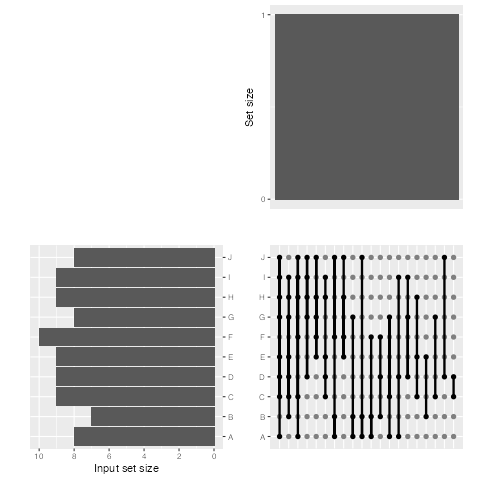 1
Set size
0
J J
I I
H H
G G
F F
E E
D D
C C
B B
A A
10 8 6 4 2 0
Input set size